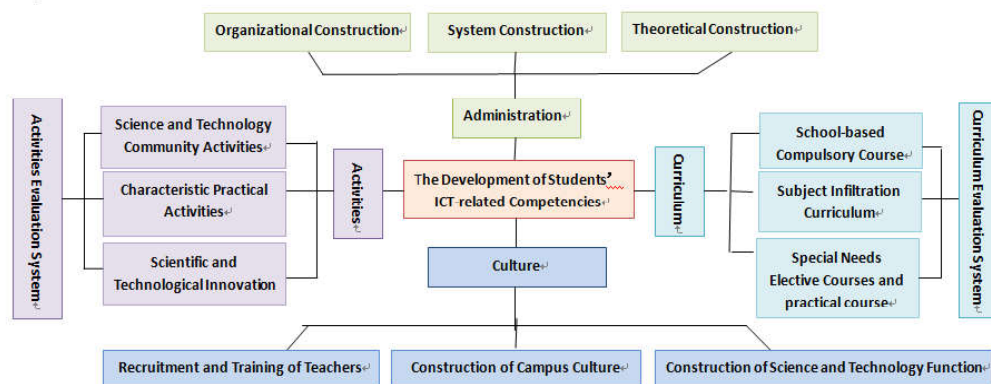 Organizational Construction
System Construction
Theoretical Construction
Administration
Activities Evaluation System
Science and Technology
Community Activities
Characteristic Practical
Activities
Scientific and
Technological Innovation
Activities
The Development of Students’
ICT-related Competencies
Curriculum
School-based
Compulsory Course
Subject Infiltration
Curriculum
Special Needs
Elective Courses and
practical course
Curriculum Evaluation System
Culture
Recruitment and Training of Teachers
Construction of Campus Culture
Construction of Science and Technology Function